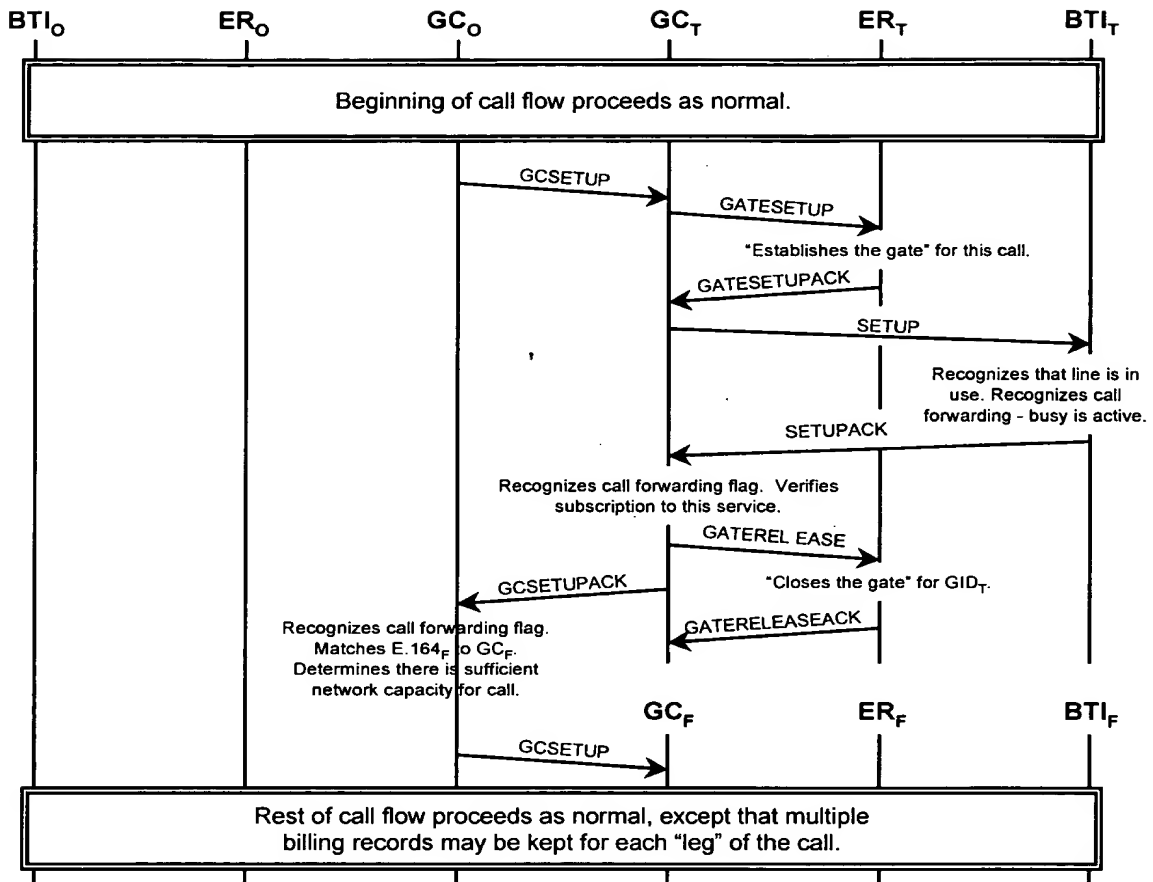 BTI_O ER_O GC_O GC_T ER_T BTI_T
Beginning of call flow proceeds as normal.
GCSETUP
GATESETUP
"Establishes the gate" for this call.
GATESETUPACK
SETUP
Recognizes that line is in
use. Recognizes call
forwarding - busy is active.
SETUPACK
Recognizes call forwarding flag. Verifies
subscription to this service.
GATEREL EASE
"Closes the gate" for GID_T.
GCSETUPACK
GATERELEASEACK
Recognizes call forwarding flag.
Matches E.164_F to GC_F.
Determines there is sufficient
network capacity for call.
GC_F ER_F BTI_F
GCSETUP
Rest of call flow proceeds as normal, except that multiple
billing records may be kept for each "leg" of the call.